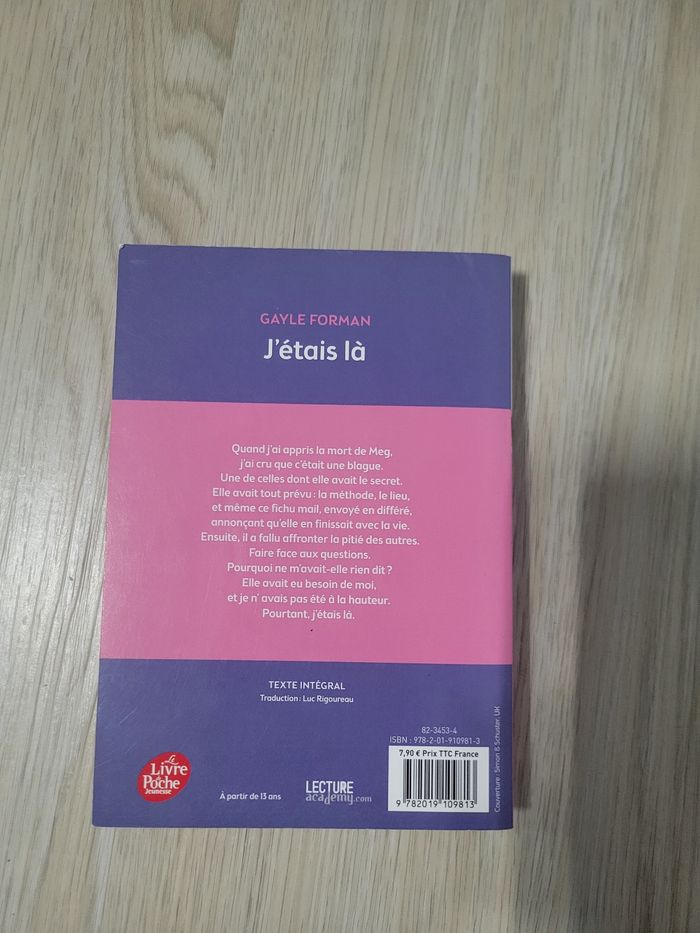 GAYLE FORMAN
J'étais là
Quand j'ai appris la mort de Meg,
j'ai cru que c'était une blague.
Une de celles dont elle avait le secret.
Elle avait tout prévu : la méthode, le lieu,
et même ce fichu mail, envoyé en différé,
annonçant qu'elle en finissait avec la vie.
Ensuite, il a fallu affronter la pitié des autres.
Faire face aux questions.
Pourquoi ne m'avait-elle rien dit ?
Elle avait eu besoin de moi,
et je n' avais pas été à la hauteur.
Pourtant, j'étais là.
TEXTE INTÉGRAL
Traduction : Luc Rigoureau
82-3453-4
ISBN : 978-2-01-910981-3
7,90 € Prix TTC France
9 782019 109813
Le
Livre
de
Poche
Jeunesse
À partir de 13 ans
LECTURE
academy.com
Couverture : Simon & Schuster, UK